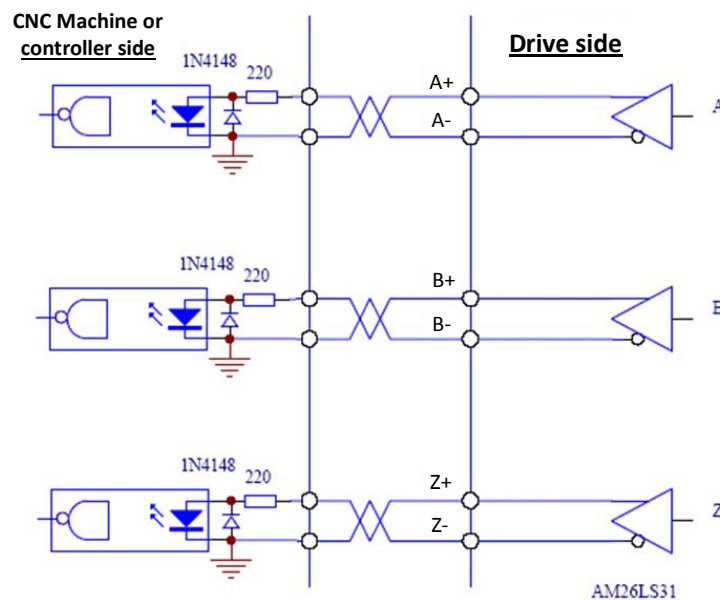 CNC Machine or
controller side
Drive side
1N4148
220
A+
A-
A
1N4148
220
B+
B-
B
1N4148
220
Z+
Z-
Z
AM26LS31